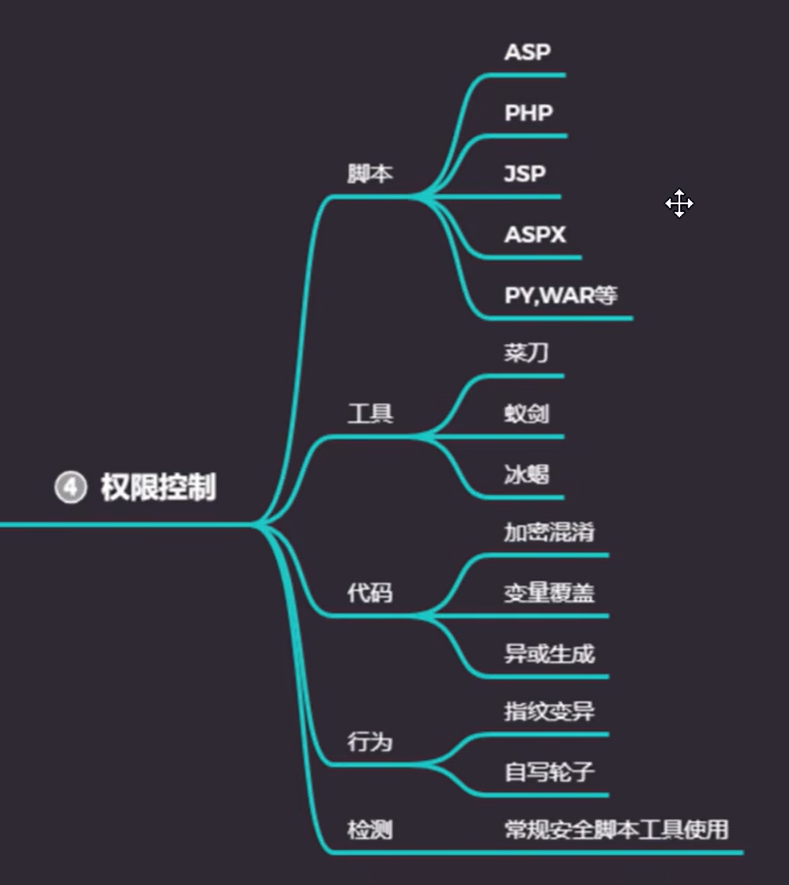 ④ 权限控制
脚本
ASP
PHP
JSP
ASPX
PY,WAR等
工具
菜刀
蚁剑
冰蝎
代码
加密混淆
变量覆盖
异或生成
行为
指纹变异
自写轮子
检测
常规安全脚本工具使用